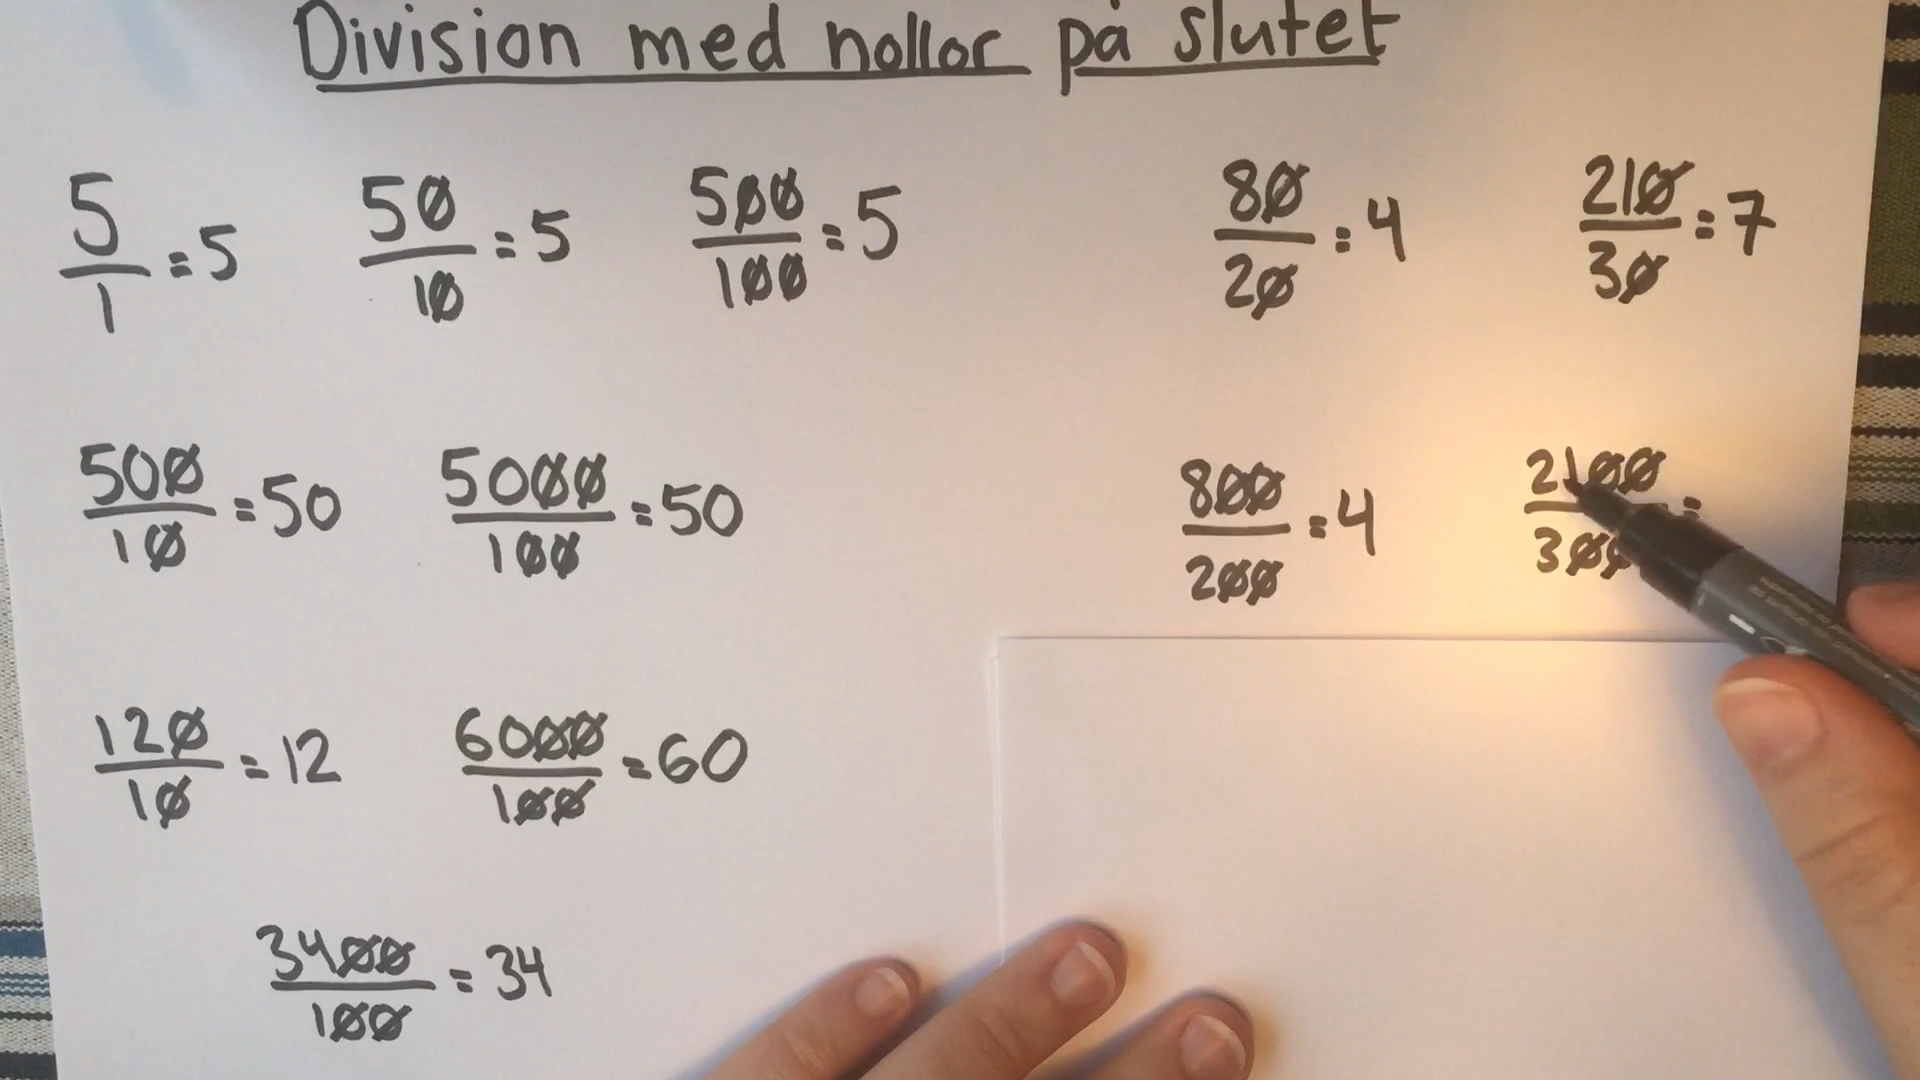 Division med nollor på slutet
5/1 = 5  50/10 = 5  500/100 = 5  80/20 = 4  210/30 = 7
500/10 = 50  5000/100 = 50  800/200 = 4  2100/300 =
120/10 = 12  6000/100 = 60
3400/100 = 34